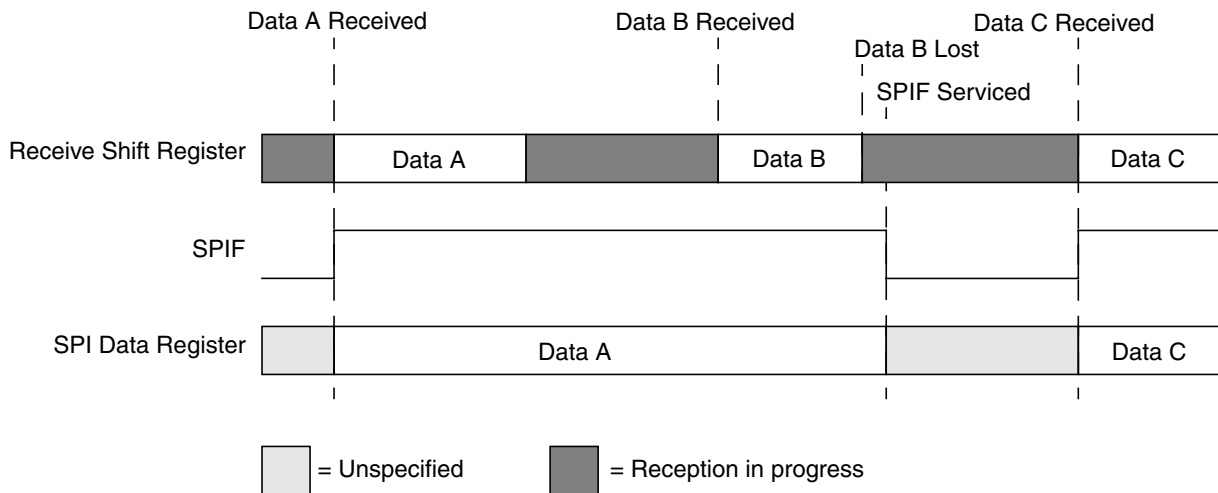 Data A Received
Data B Received
Data C Received
Data B Lost
SPIF Serviced
Receive Shift Register
Data A
Data B
Data C
SPIF
SPI Data Register
Data A
Data C
= Unspecified
= Reception in progress